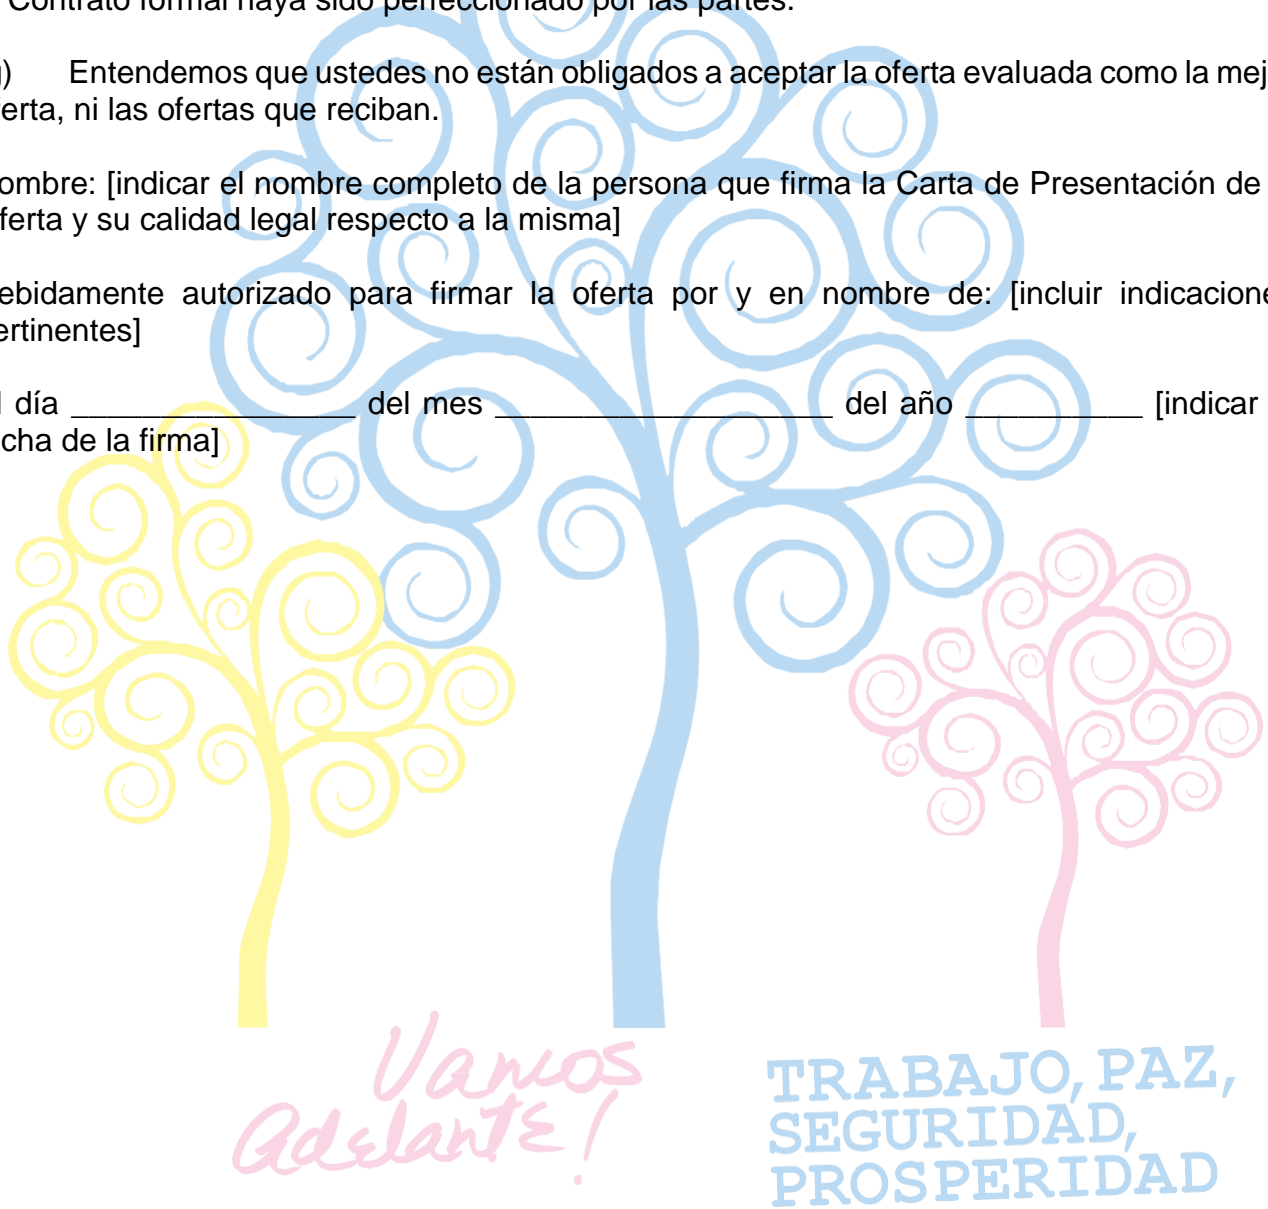 Contrato formal haya sido perfeccionado por las partes.
) Entendemos que ustedes no están obligados a aceptar la oferta evaluada como la mej
erta, ni las ofertas que reciban.
ombre: [indicar el nombre completo de la persona que firma la Carta de Presentación de
ferta y su calidad legal respecto a la misma]
ebidamente autorizado para firmar la oferta por y en nombre de: [incluir indicacione
ertinentes]
l día ________________ del mes ___________________ del año __________ [indicar
cha de la firma]
Vamos
adelante!
TRABAJO, PAZ,
SEGURIDAD,
PROSPERIDAD